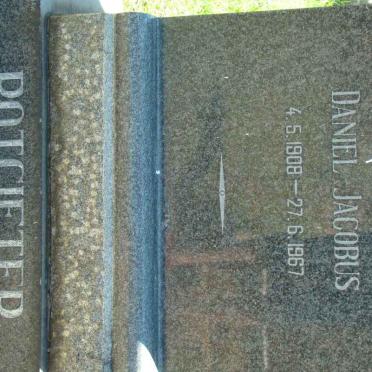 DANIEL JACOBUS
4.5.1908—27.6.1967
POTGIETER